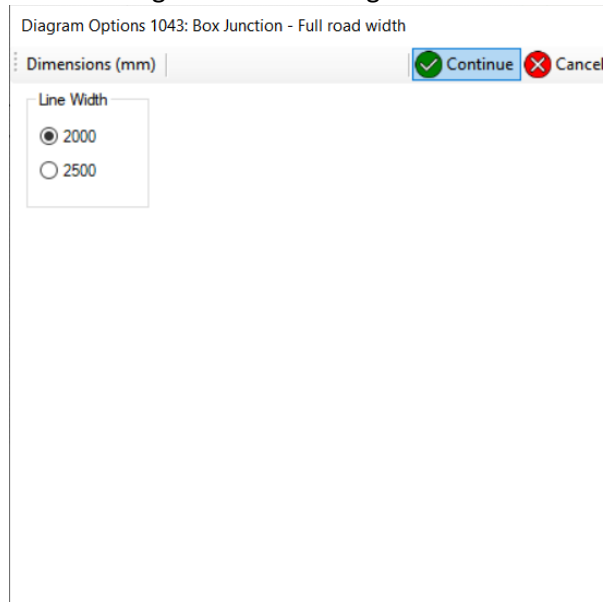 Diagram Options 1043: Box Junction - Full road width
Dimensions (mm) Continue Cancel
Line Width
2000
2500